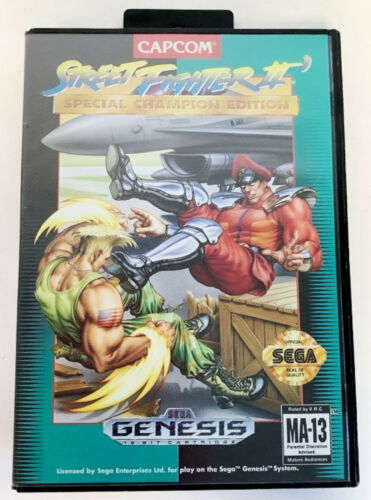 CAPCOM®
STREET FIGHTER II'
SPECIAL CHAMPION EDITION
OFFICIAL
SEGA
SEAL OF
QUALITY
SEGA
GENESIS
16-BIT CARTRIDGE
Rated by V.R.C.
MA-13
Parental Discretion
Advised
Mature Audiences
Licensed by Sega Enterprises Ltd. for play on the Sega™ Genesis™ System.